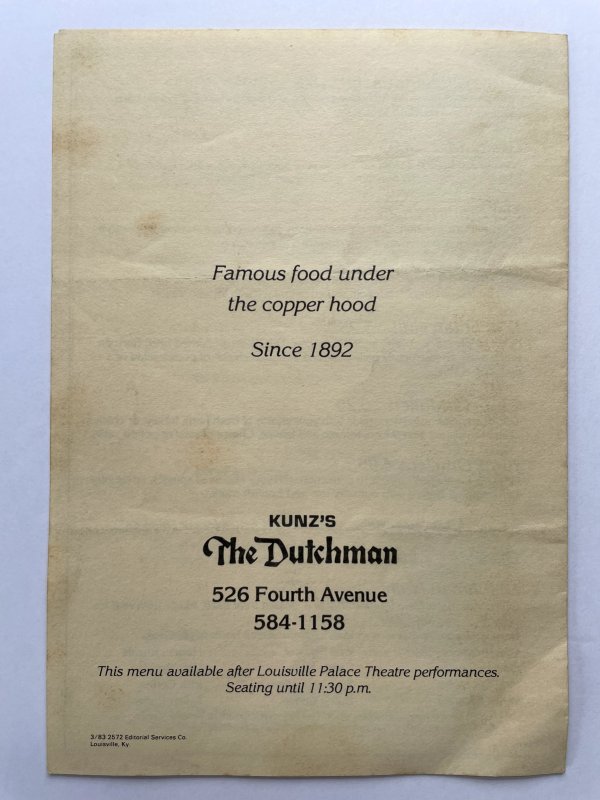 Famous food under
the copper hood
Since 1892
KUNZ'S
The Dutchman
526 Fourth Avenue
584-1158
This menu available after Louisville Palace Theatre performances.
Seating until 11:30 p.m.
3/83 2572 Editorial Services Co.
Louisville, Ky.